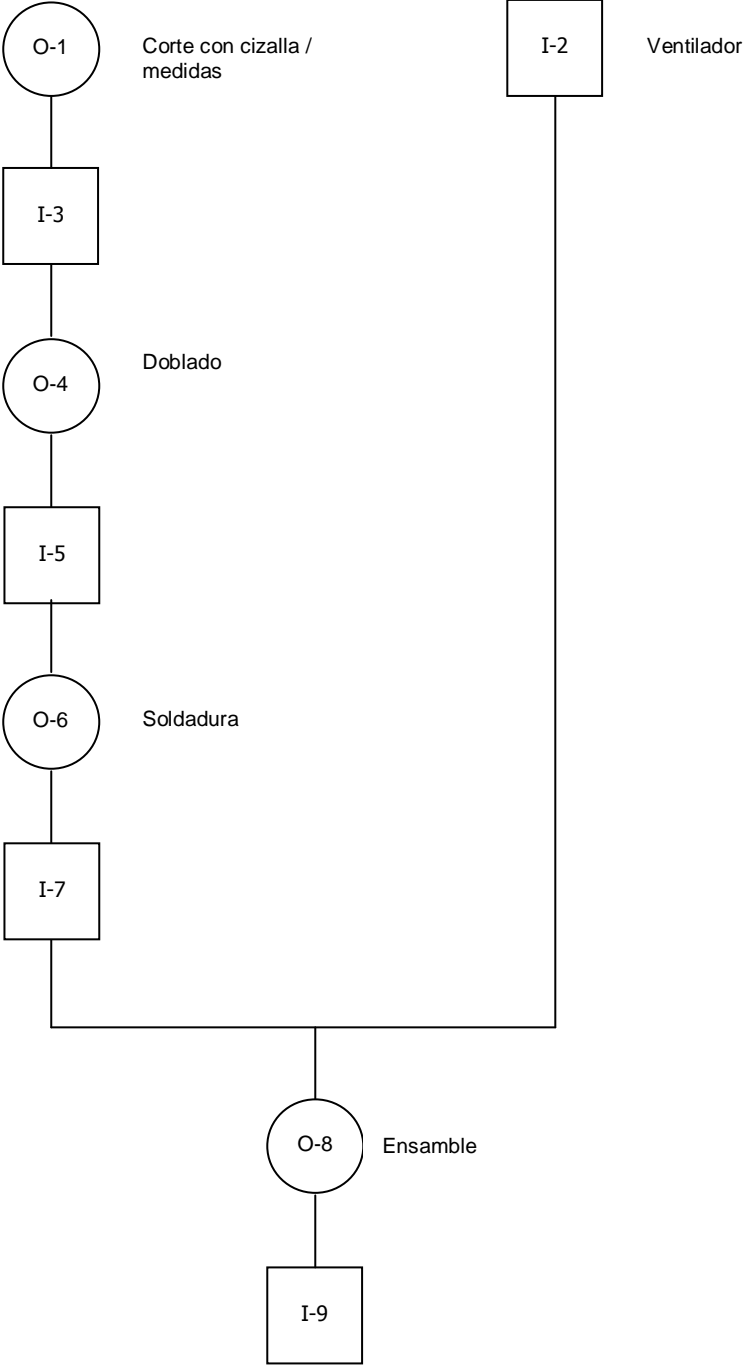 O-1
Corte con cizalla /
medidas
I-2
Ventilador
I-3
O-4
Doblado
I-5
O-6
Soldadura
I-7
O-8
Ensamble
I-9